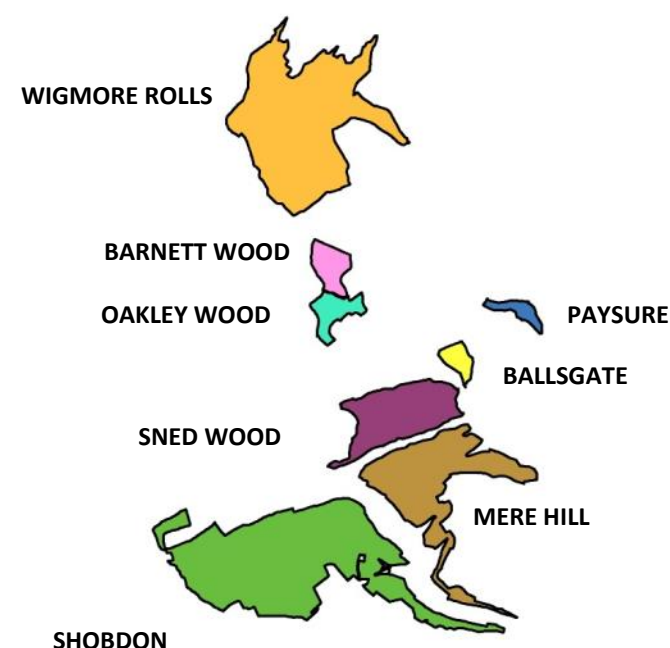 WIGMORE ROLLS
BARNETT WOOD
OAKLEY WOOD
PAYSURE
BALLSGATE
SNED WOOD
MERE HILL
SHOBDON